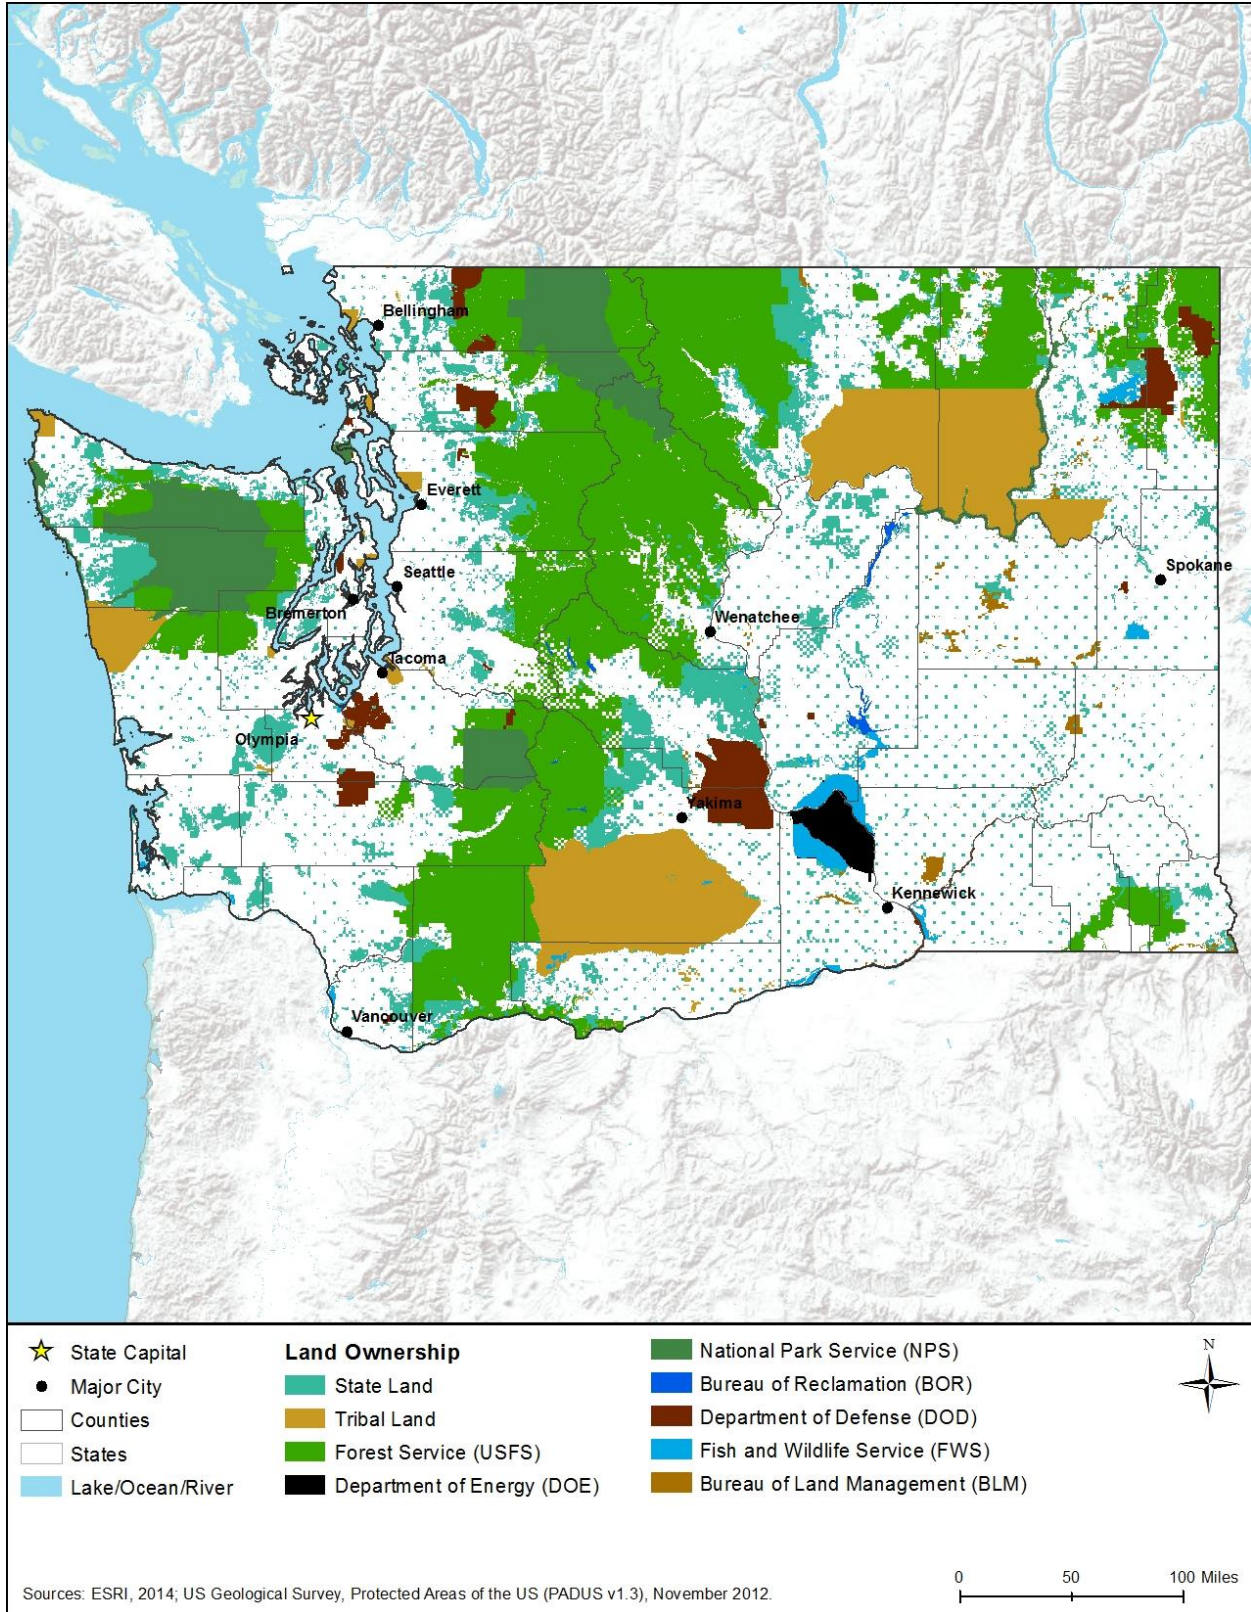 Bellingham
Everett
Seattle
Spokane
Bremerton
Wenatchee
Tacoma
Olympia
Yakima
Kennewick
Vancouver
State Capital
Major City
Counties
States
Lake/Ocean/River
Land Ownership
State Land
Tribal Land
Forest Service (USFS)
Department of Energy (DOE)
National Park Service (NPS)
Bureau of Reclamation (BOR)
Department of Defense (DOD)
Fish and Wildlife Service (FWS)
Bureau of Land Management (BLM)
N
Sources: ESRI, 2014; US Geological Survey, Protected Areas of the US (PADUS v1.3), November 2012.
0 50 100 Miles